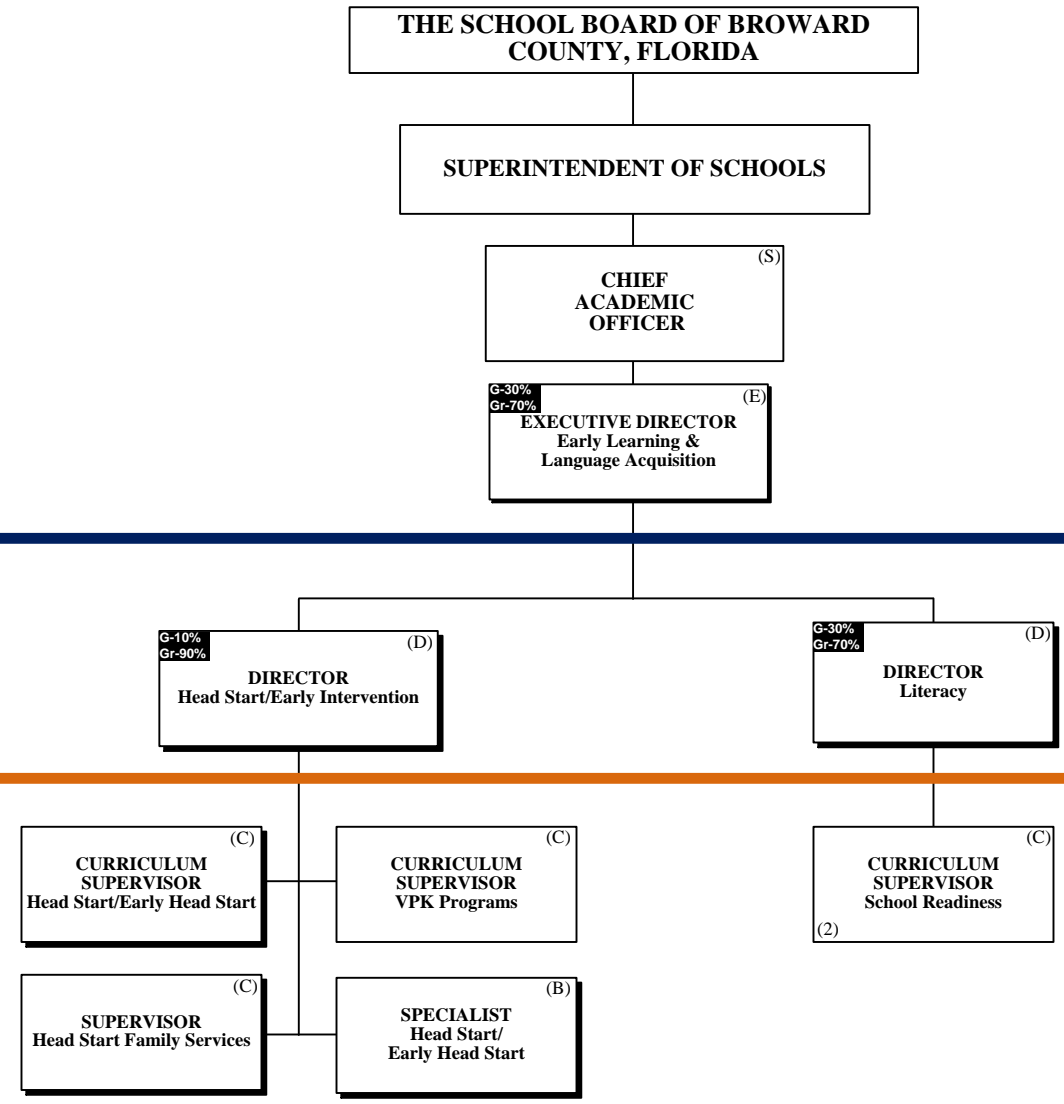 THE SCHOOL BOARD OF BROWARD
COUNTY, FLORIDA
SUPERINTENDENT OF SCHOOLS
(S)
CHIEF
ACADEMIC
OFFICER
G-30%
Gr-70%
(E)
EXECUTIVE DIRECTOR
Early Learning &
Language Acquisition
G-10%
Gr-90%
(D)
DIRECTOR
Head Start/Early Intervention
G-30%
Gr-70%
(D)
DIRECTOR
Literacy
(C)
CURRICULUM
SUPERVISOR
Head Start/Early Head Start
(C)
CURRICULUM
SUPERVISOR
VPK Programs
(C)
CURRICULUM
SUPERVISOR
School Readiness
(2)
(C)
SUPERVISOR
Head Start Family Services
(B)
SPECIALIST
Head Start/
Early Head Start